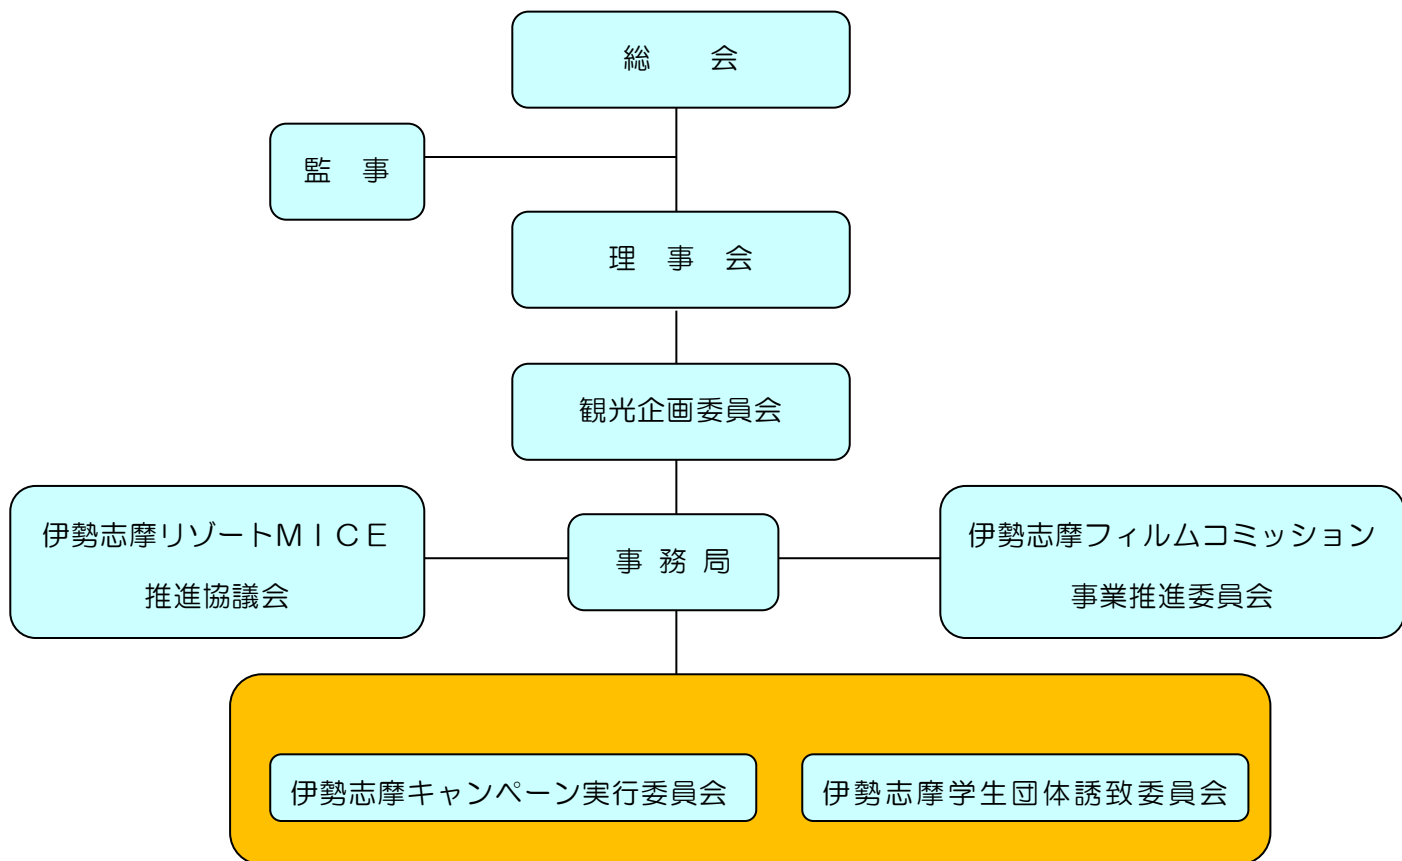 総　会
監　事
理　事　会
観光企画委員会
伊勢志摩リゾートＭＩＣＥ
推進協議会
事 務 局
伊勢志摩フィルムコミッション
事業推進委員会
伊勢志摩キャンペーン実行委員会
伊勢志摩学生団体誘致委員会